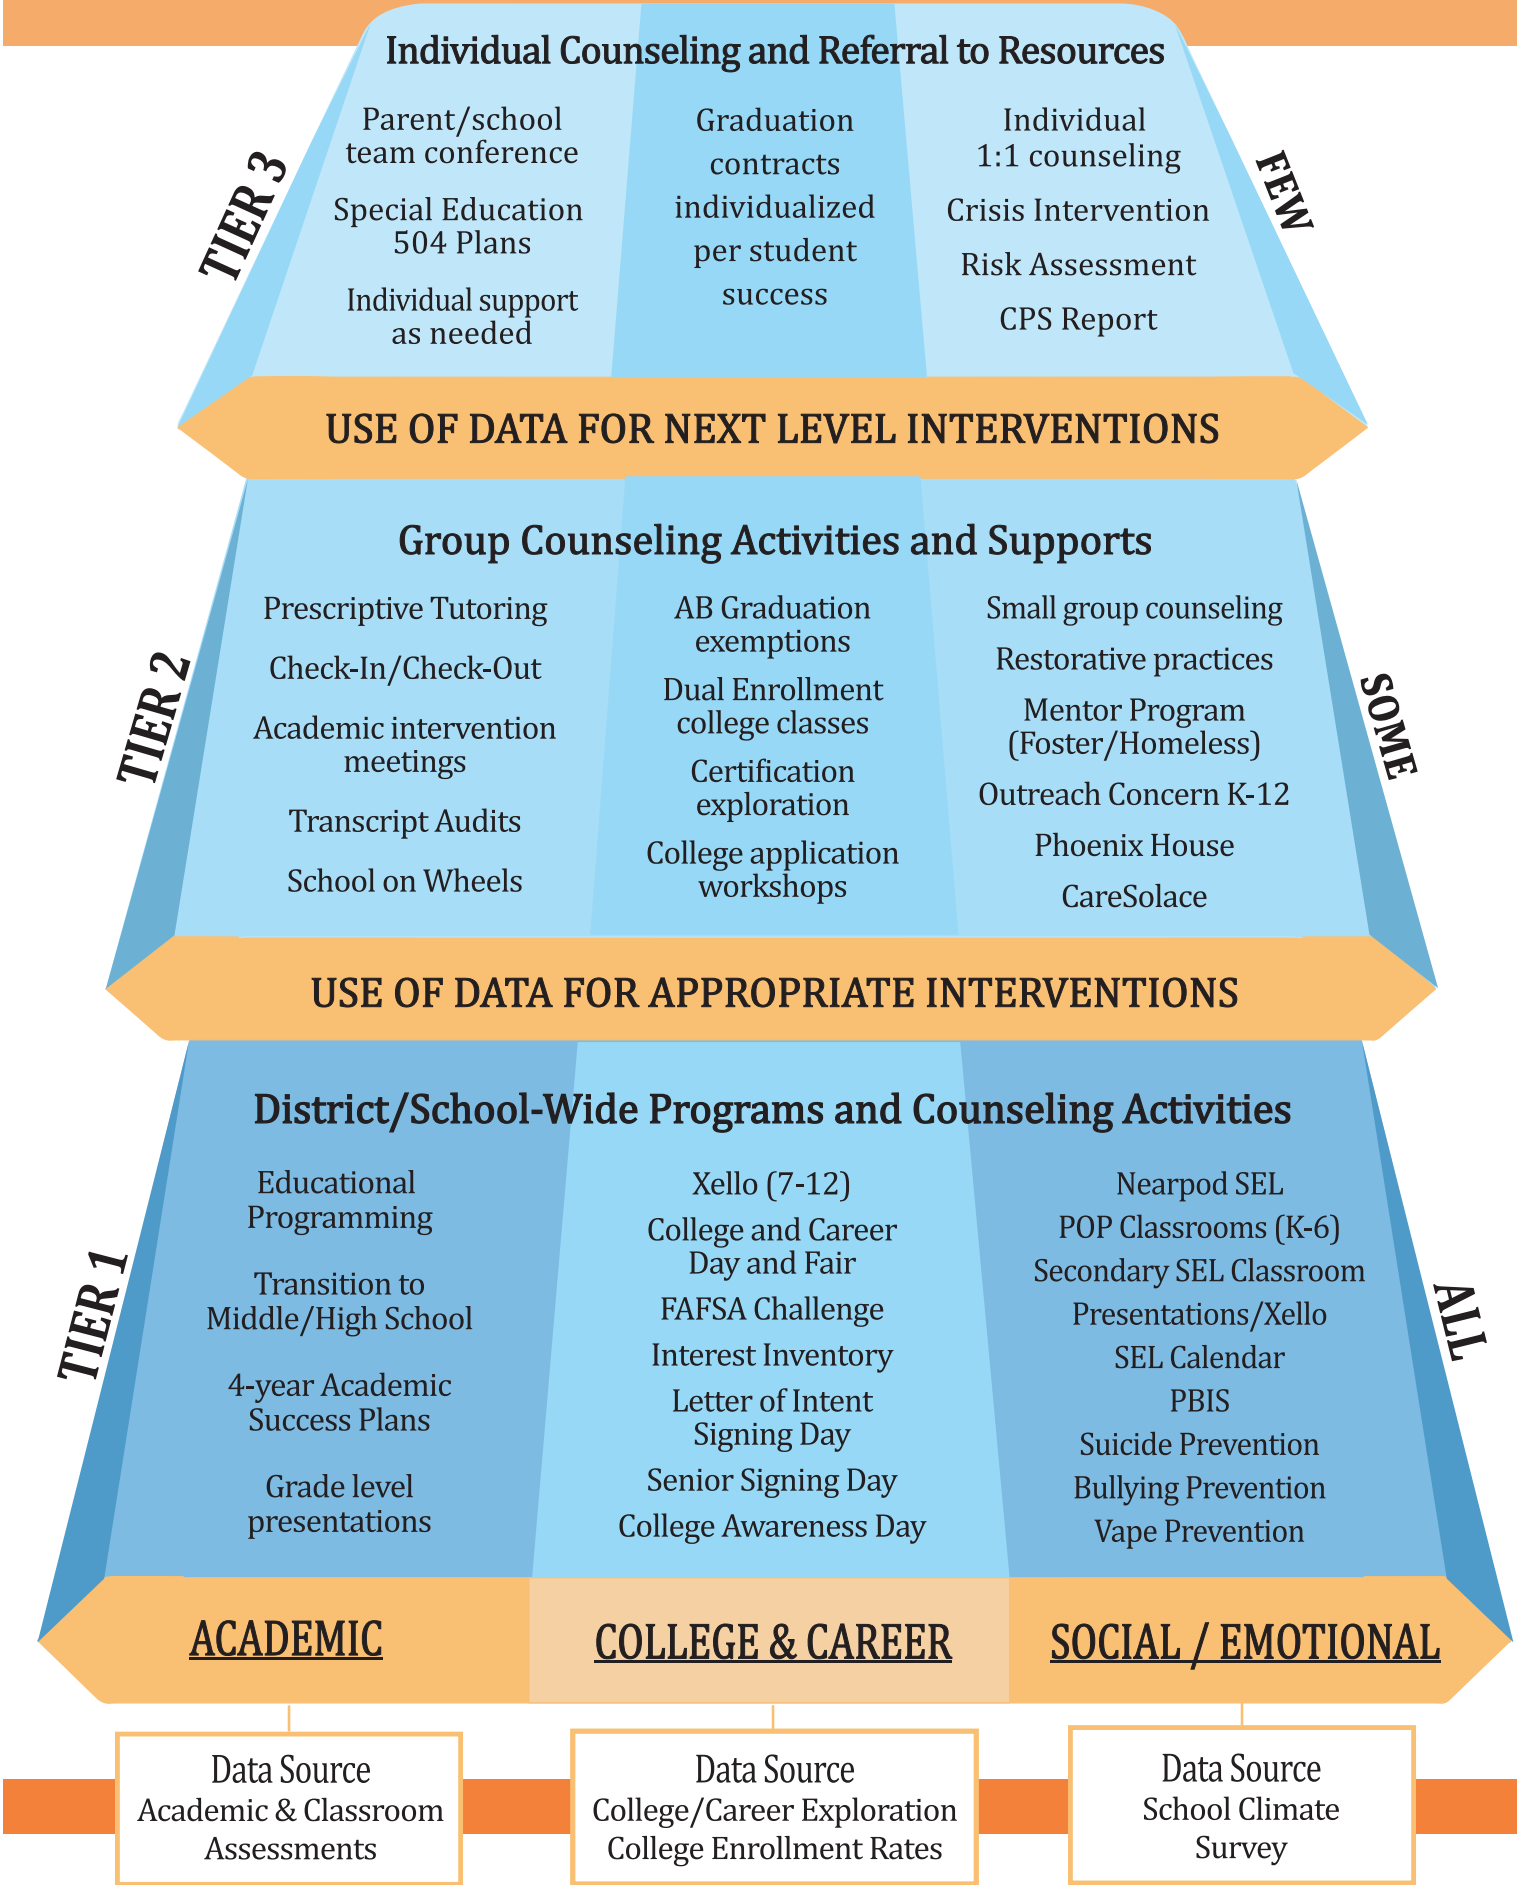 Individual Counseling and Referral to Resources
TIER 3
Parent/school
team conference
Special Education
504 Plans
Individual support
as needed
Graduation
contracts
individualized
per student
success
Individual
1:1 counseling
Crisis Intervention
Risk Assessment
CPS Report
FEW
USE OF DATA FOR NEXT LEVEL INTERVENTIONS
Group Counseling Activities and Supports
TIER 2
Prescriptive Tutoring
Check-In/Check-Out
Academic intervention
meetings
Transcript Audits
School on Wheels
AB Graduation
exemptions
Dual Enrollment
college classes
Certification
exploration
College application
workshops
Small group counseling
Restorative practices
Mentor Program
(Foster/Homeless)
Outreach Concern K-12
Phoenix House
CareSolace
SOME
USE OF DATA FOR APPROPRIATE INTERVENTIONS
District/School-Wide Programs and Counseling Activities
TIER 1
Educational
Programming
Transition to
Middle/High School
4-year Academic
Success Plans
Grade level
presentations
Xello (7-12)
College and Career
Day and Fair
FAFSA Challenge
Interest Inventory
Letter of Intent
Signing Day
Senior Signing Day
College Awareness Day
Nearpod SEL
POP Classrooms (K-6)
Secondary SEL Classroom
Presentations/Xello
SEL Calendar
PBIS
Suicide Prevention
Bullying Prevention
Vape Prevention
ALL
ACADEMIC
COLLEGE & CAREER
SOCIAL / EMOTIONAL
Data Source
Academic & Classroom
Assessments
Data Source
College/Career Exploration
College Enrollment Rates
Data Source
School Climate
Survey